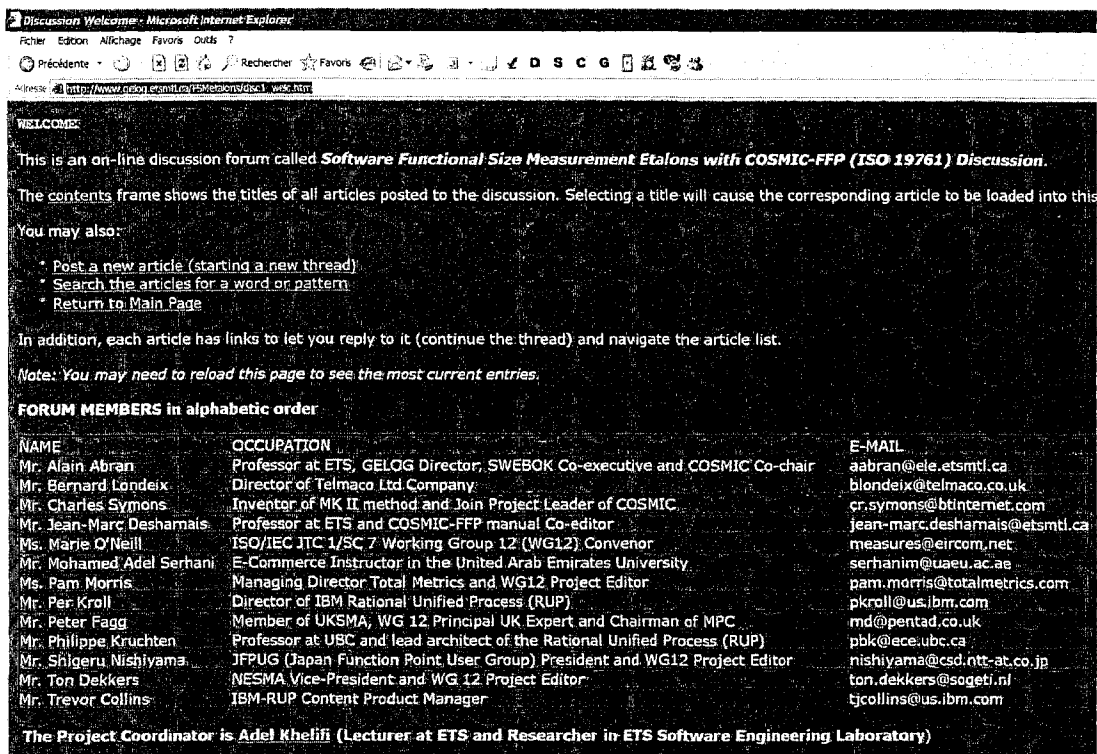 Discussion Welcome - Microsoft Internet Explorer
Fichier Edition Affichage Favoris Outils ?
Précédente Rechercher Favoris D S C G
Adresse http://www.gelog.etsmtl.ca/FSMetalons/disc1_welc.htm
WELCOME
This is an on-line discussion forum called Software Functional Size Measurement Etalons with COSMIC-FFP (ISO 19761) Discussion.
The contents frame shows the titles of all articles posted to the discussion. Selecting a title will cause the corresponding article to be loaded into this
You may also:
* Post a new article (starting a new thread)
* Search the articles for a word or pattern
* Return to Main Page
In addition, each article has links to let you reply to it (continue the thread) and navigate the article list.
Note: You may need to reload this page to see the most current entries.
FORUM MEMBERS in alphabetic order
NAME OCCUPATION E-MAIL
Mr. Alain Abran Professor at ETS, GELOG Director, SWEBOK Co-executive and COSMIC Co-chair aabran@ele.etsmtl.ca
Mr. Bernard Londeix Director of Telmaco Ltd Company blondeix@telmaco.co.uk
Mr. Charles Symons Inventor of MK II method and Join Project Leader of COSMIC cr.symons@btinternet.com
Mr. Jean-Marc Desharnais Professor at ETS and COSMIC-FFP manual Co-editor jean-marc.desharnais@etsmtl.ca
Ms. Marie O'Neill ISO/IEC JTC 1/SC 7 Working Group 12 (WG12) Convenor measures@eircom.net
Mr. Mohamed Adel Serhani E-Commerce Instructor in the United Arab Emirates University serhanim@uaeu.ac.ae
Ms. Pam Morris Managing Director Total Metrics and WG12 Project Editor pam.morris@totalmetrics.com
Mr. Per Kroll Director of IBM Rational Unified Process (RUP) pkroll@us.ibm.com
Mr. Peter Fagg Member of UKSMA, WG 12 Principal UK Expert and Chairman of MPC md@pentad.co.uk
Mr. Philippe Kruchten Professor at UBC and lead architect of the Rational Unified Process (RUP) pbk@ece.ubc.ca
Mr. Shigeru Nishiyama JFPUG (Japan Function Point User Group) President and WG12 Project Editor nishiyama@csd.ntt-at.co.jp
Mr. Ton Dekkers NESMA Vice-President and WG 12 Project Editor ton.dekkers@sogeti.nl
Mr. Trevor Collins IBM-RUP Content Product Manager tjcollins@us.ibm.com
The Project Coordinator is Adel Khelifi (Lecturer at ETS and Researcher in ETS Software Engineering Laboratory)